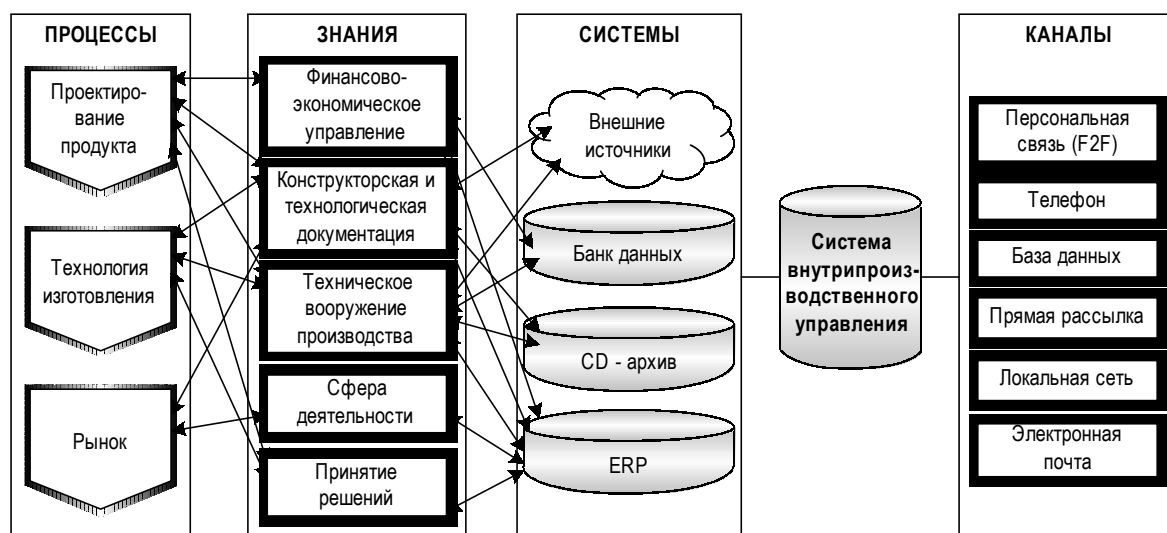 ПРОЦЕССЫ
Проектиро-
вание
продукта
Технология
изготовления
Рынок
ЗНАНИЯ
Финансово-
экономическое
управление
Конструкторская и
технологическая
документация
Техническое
вооружение
производства
Сфера
деятельности
Принятие
решений
СИСТЕМЫ
Внешние
источники
Банк данных
CD - архив
ERP
Система
внутрипроиз-
водственного
управления
КАНАЛЫ
Персональная
связь (F2F)
Телефон
База данных
Прямая рассылка
Локальная сеть
Электронная
почта